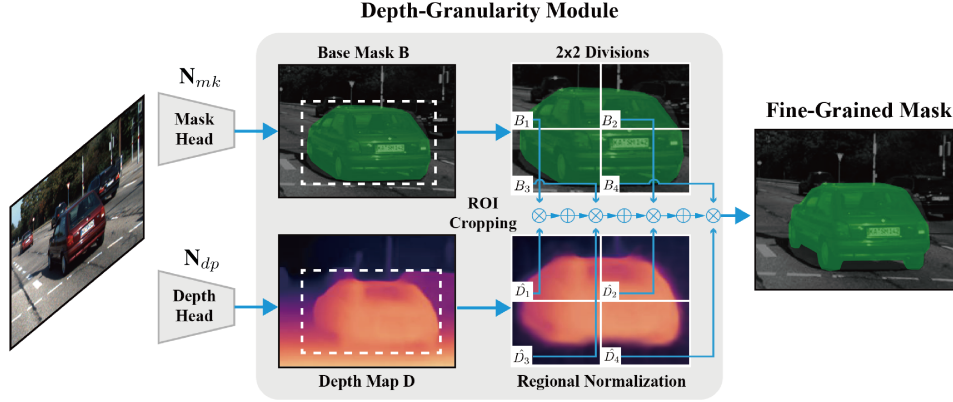 Depth-Granularity Module
Base Mask B
2x2 Divisions
N_mk
Mask
Head
Fine-Grained Mask
B_1
B_2
B_3
B_4
ROI
Cropping
N_dp
Depth
Head
D̂_1
D̂_2
D̂_3
D̂_4
Depth Map D
Regional Normalization